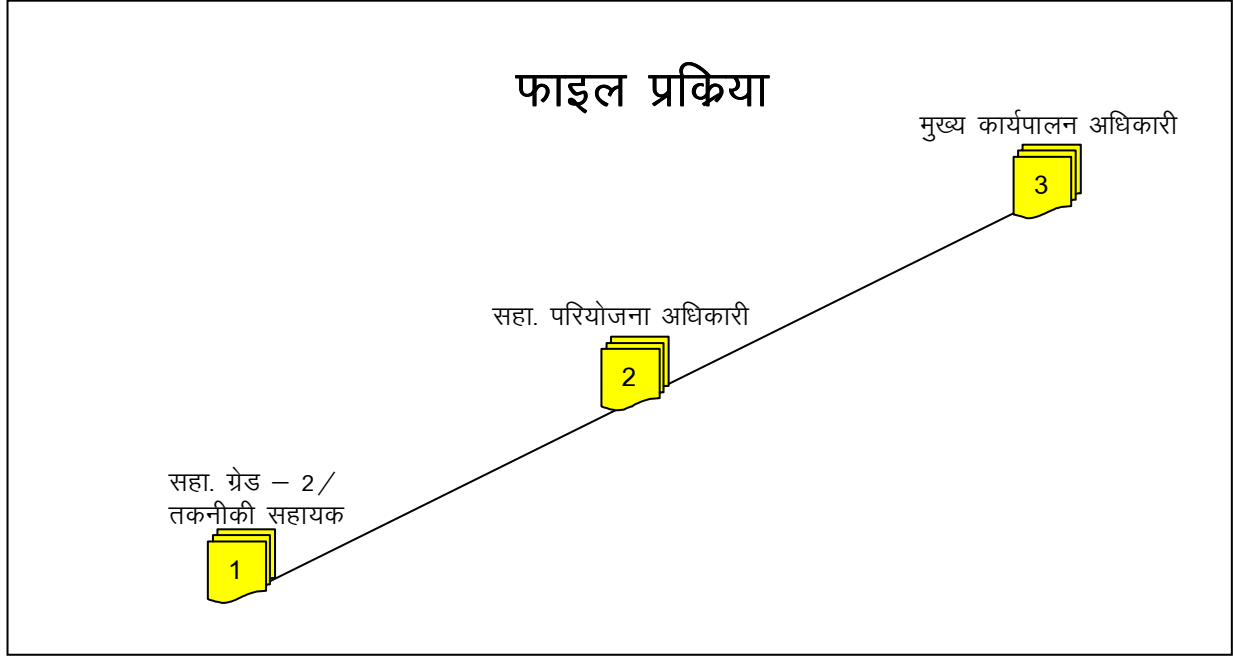 फाइल प्रक्रिया
मुख्य कार्यपालन अधिकारी
3
सहा. परियोजना अधिकारी
2
सहा. ग्रेड – 2/
तकनीकी सहायक
1